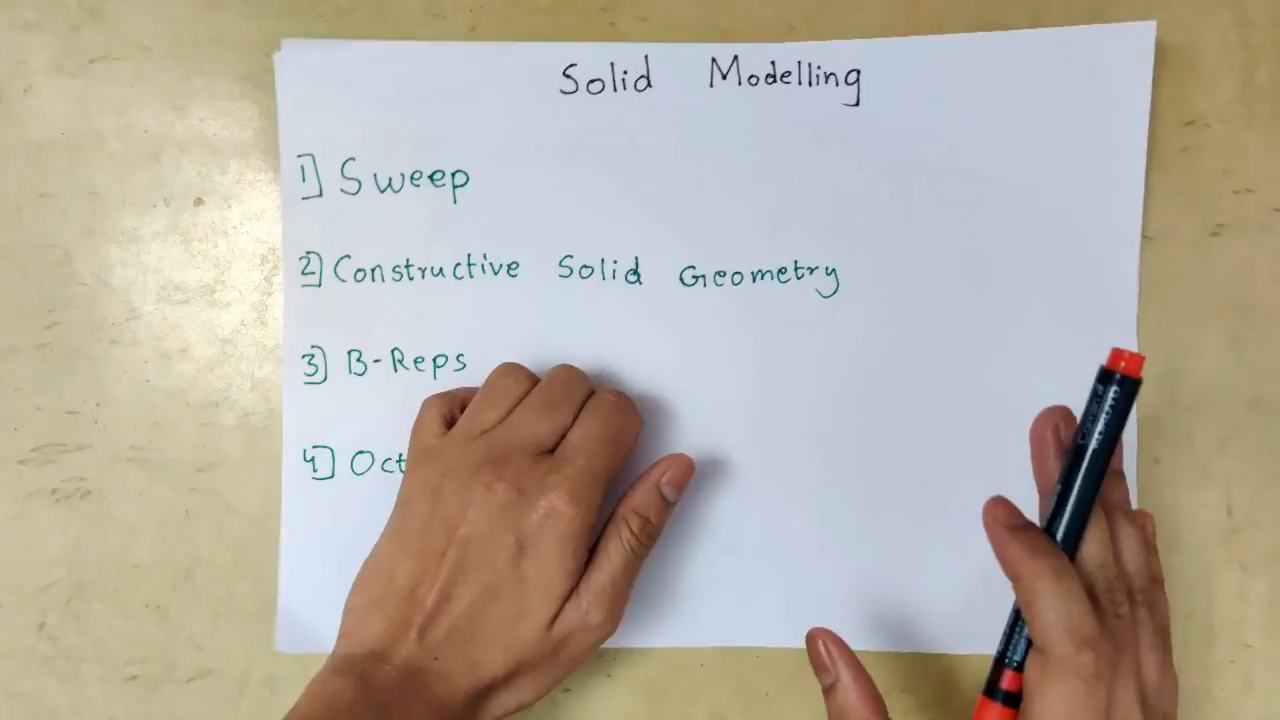 Solid Modelling
1] Sweep
2] Constructive Solid Geometry
3] B-Reps
4] Oct